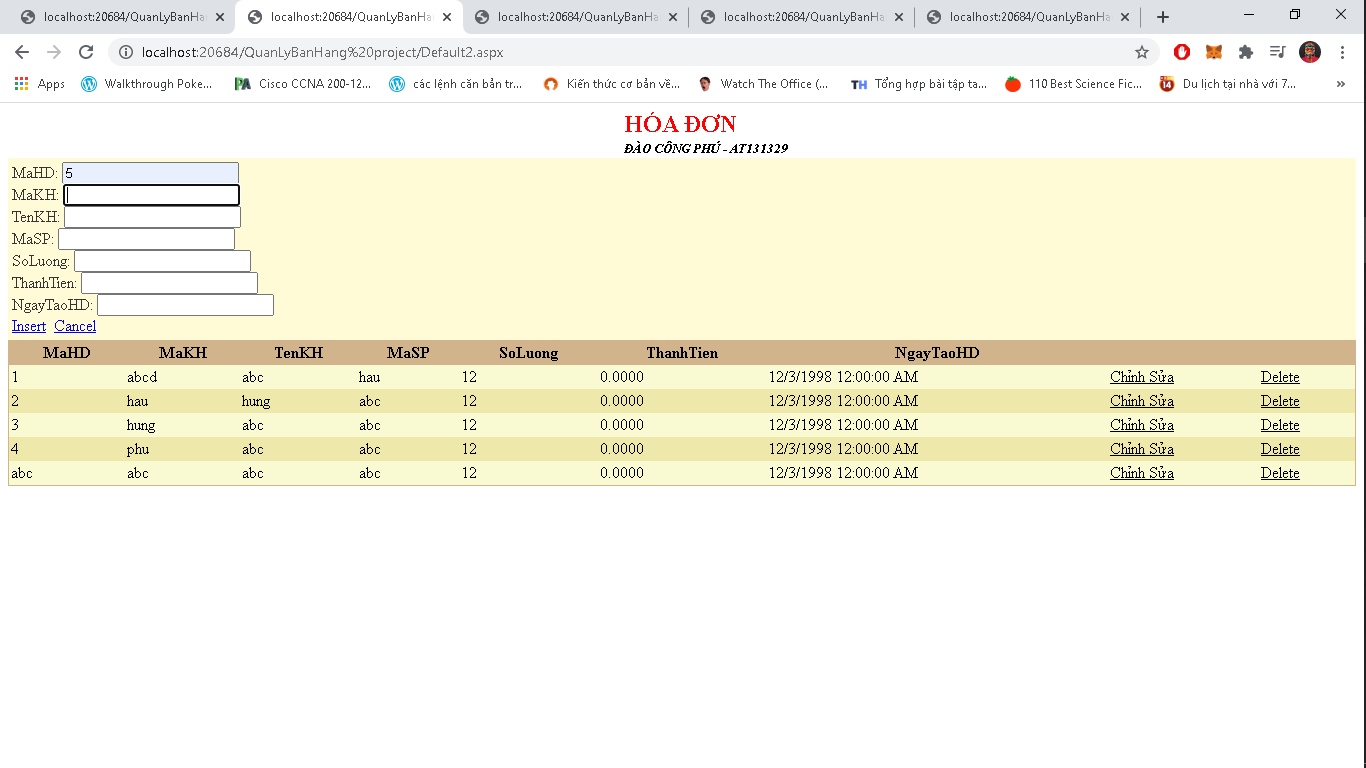 localhost:20684/QuanLyBanHa localhost:20684/QuanLyBanHa localhost:20684/QuanLyBanHa localhost:20684/QuanLyBanHa localhost:20684/QuanLyBanHa
localhost:20684/QuanLyBanHang%20project/Default2.aspx
Apps Walkthrough Poke... Cisco CCNA 200-12... các lệnh căn bản tr... Kiến thức cơ bản về... Watch The Office (... TH Tổng hợp bài tập ta... 110 Best Science Fic... 14 Du lịch tại nhà với 7... »
HÓA ĐƠN
ĐÀO CÔNG PHÚ - AT131329
MaHD: 5
MaKH:
TenKH:
MaSP:
SoLuong:
ThanhTien:
NgayTaoHD:
Insert Cancel
MaHD MaKH TenKH MaSP SoLuong ThanhTien NgayTaoHD
1 abcd abc hau 12 0.0000 12/3/1998 12:00:00 AM Chỉnh Sửa Delete
2 hau hung abc 12 0.0000 12/3/1998 12:00:00 AM Chỉnh Sửa Delete
3 hung abc abc 12 0.0000 12/3/1998 12:00:00 AM Chỉnh Sửa Delete
4 phu abc abc 12 0.0000 12/3/1998 12:00:00 AM Chỉnh Sửa Delete
abc abc abc abc 12 0.0000 12/3/1998 12:00:00 AM Chỉnh Sửa Delete